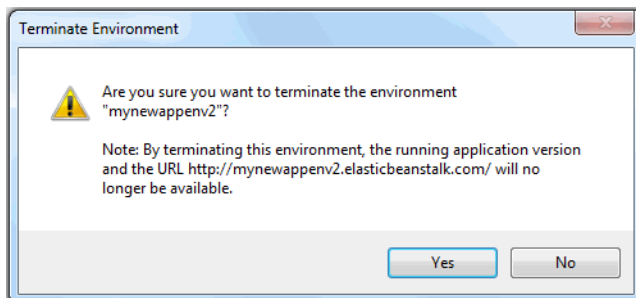 Terminate Environment
Are you sure you want to terminate the environment
"mynewappenv2"?
Note: By terminating this environment, the running application version
and the URL http://mynewappenv2.elasticbeanstalk.com/ will no
longer be available.
Yes No